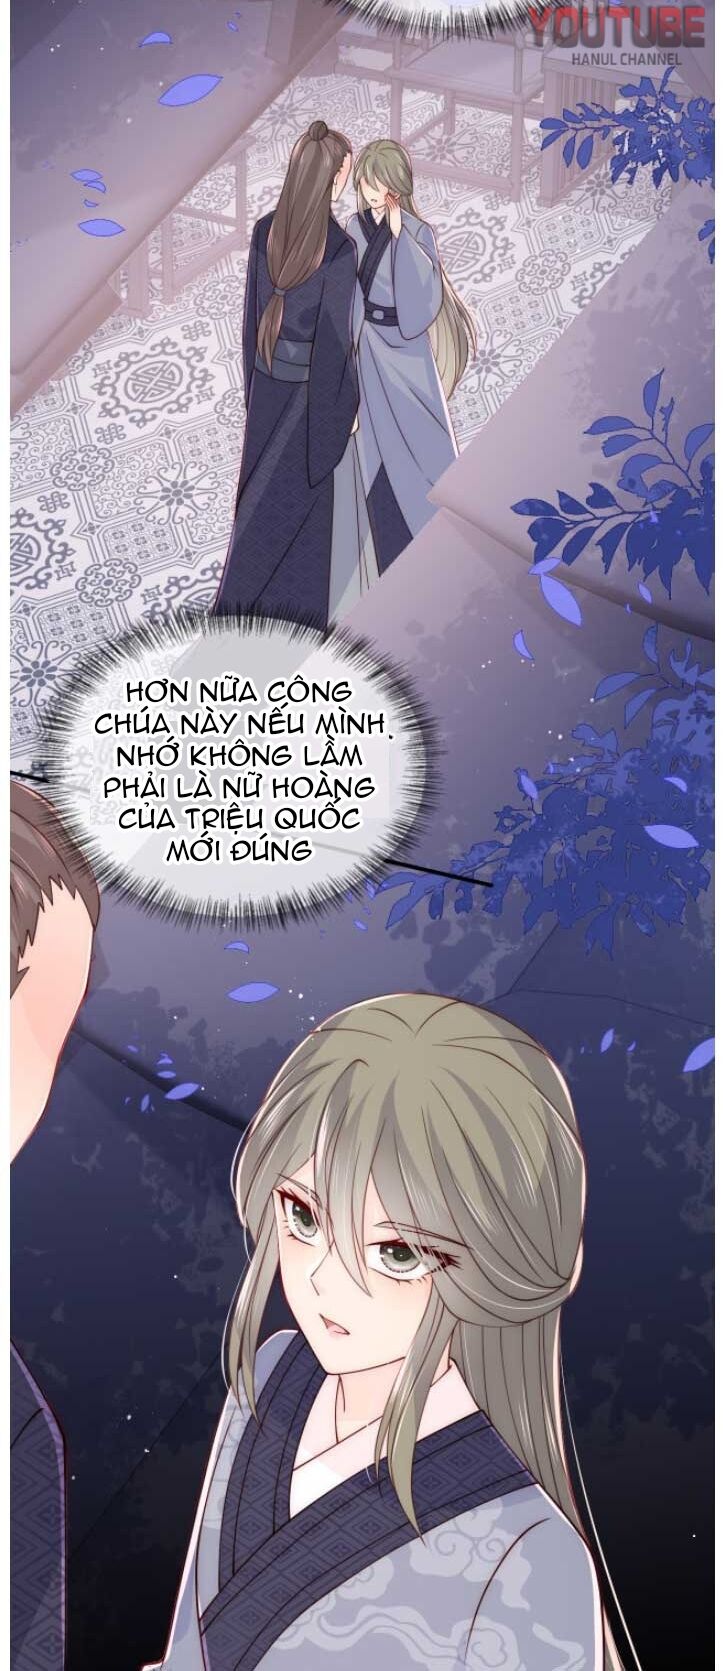 YOUTUBE
HANUL CHANNEL
HƠN NỮA CÔNG
CHÚA NÀY NẾU MÌNH
NHỚ KHÔNG LẦM
PHẢI LÀ NỮ HOÀNG
CỦA TRIỆU QUỐC
MỚI ĐÚNG